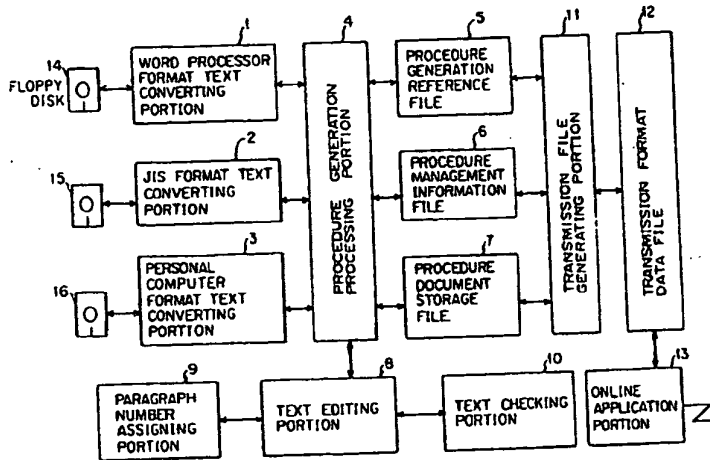 1
WORD PROCESSOR
FORMAT TEXT
CONVERTING
PORTION
14
FLOPPY
DISK
2
JIS FORMAT TEXT
CONVERTING
PORTION
15
3
PERSONAL
COMPUTER
FORMAT TEXT
CONVERTING
PORTION
16
4
PROCEDURE GENERATION
PROCESSING PORTION
5
PROCEDURE
GENERATION
REFERENCE
FILE
6
PROCEDURE
MANAGEMENT
INFORMATION
FILE
7
PROCEDURE
DOCUMENT
STORAGE
FILE
11
TRANSMISSION FILE
GENERATING PORTION
12
TRANSMISSION FORMAT
DATA FILE
9
PARAGRAPH
NUMBER
ASSIGNING
PORTION
8
TEXT EDITING
PORTION
10
TEXT CHECKING
PORTION
13
ONLINE
APPLICATION
PORTION